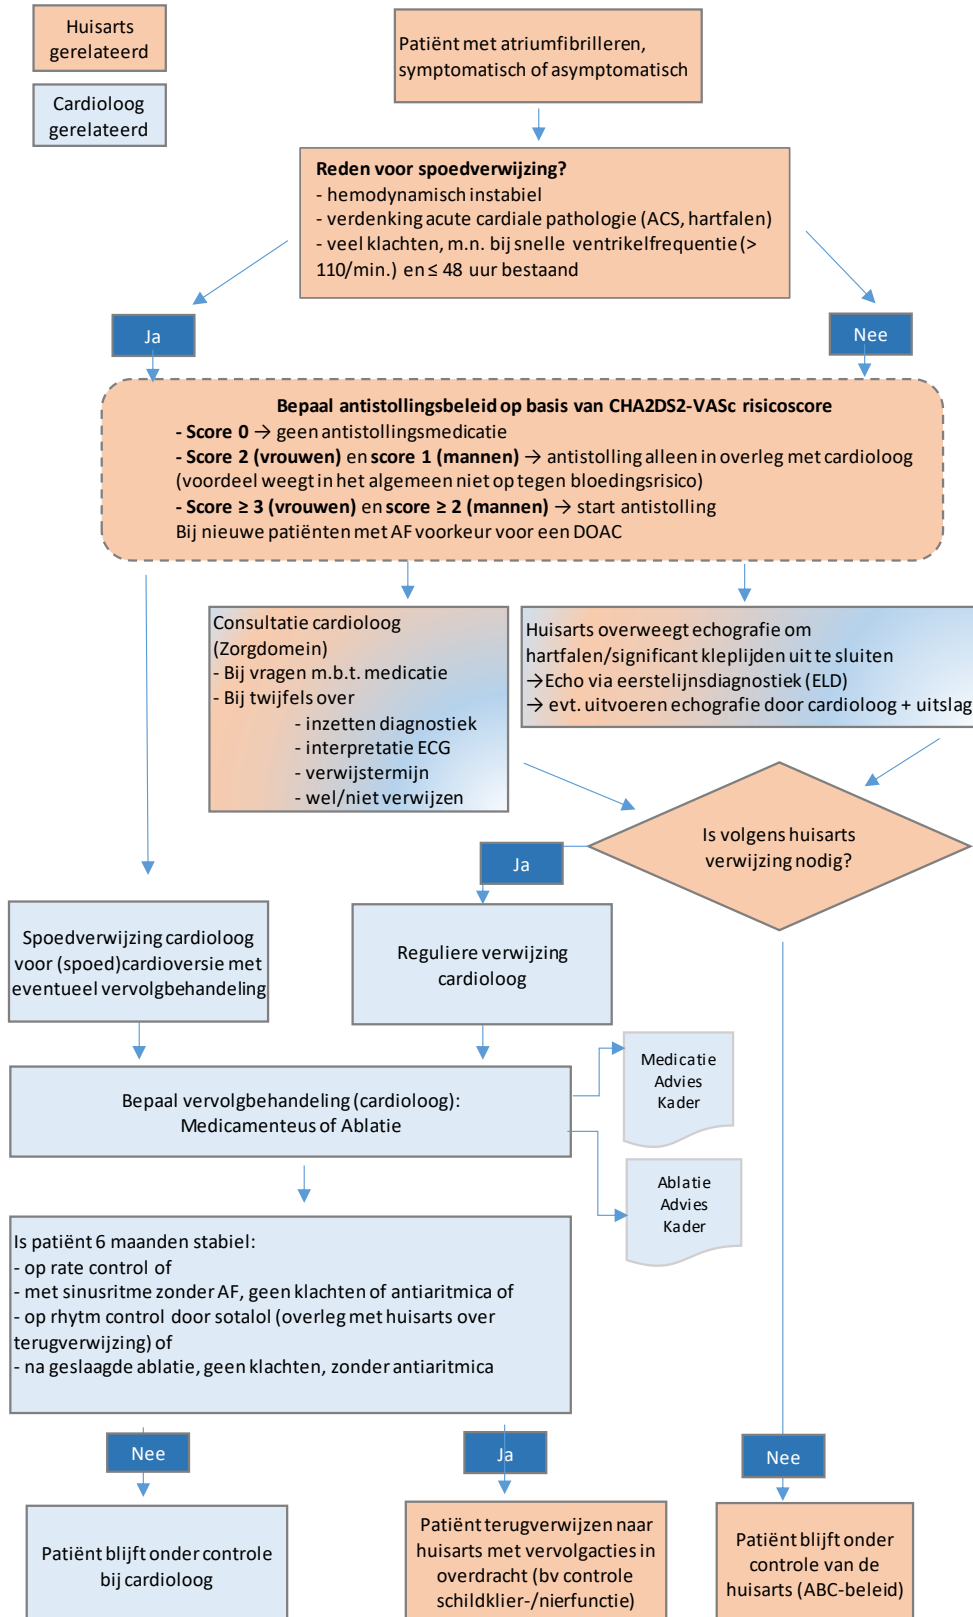 Huisarts
gerelateerd
Cardioloog
gerelateerd
Patiënt met atriumfibrilleren,
symptomatisch of asymptomatisch
Reden voor spoedverwijzing?
- hemodynamisch instabiel
- verdenking acute cardiale pathologie (ACS, hartfalen)
- veel klachten, m.n. bij snelle ventrikelfrequentie (>
110/min.) en ≤ 48 uur bestaand
Ja
Nee
Bepaal antistollingsbeleid op basis van CHA2DS2-VASc risicoscore
- Score 0 → geen antistollingsmedicatie
- Score 2 (vrouwen) en score 1 (mannen) → antistolling alleen in overleg met cardioloog
(voordeel weegt in het algemeen niet op tegen bloedingsrisico)
- Score ≥ 3 (vrouwen) en score ≥ 2 (mannen) → start antistolling
Bij nieuwe patiënten met AF voorkeur voor een DOAC
Consultatie cardioloog
(Zorgdomein)
- Bij vragen m.b.t. medicatie
- Bij twijfels over
- inzetten diagnostiek
- interpretatie ECG
- verwijstermijn
- wel/niet verwijzen
Huisarts overweegt echografie om
hartfalen/significant kleplijden uit te sluiten
→Echo via eerstelijnsdiagnostiek (ELD)
→ evt. uitvoeren echografie door cardioloog + uitslag
Is volgens huisarts
verwijzing nodig?
Ja
Spoedverwijzing cardioloog
voor (spoed)cardioversie met
eventueel vervolgbehandeling
Reguliere verwijzing
cardioloog
Medicatie
Advies
Kader
Bepaal vervolgbehandeling (cardioloog):
Medicamenteus of Ablatie
Ablatie
Advies
Kader
Is patiënt 6 maanden stabiel:
- op rate control of
- met sinusritme zonder AF, geen klachten of antiaritmica of
- op rhytm control door sotalol (overleg met huisarts over
terugverwijzing) of
- na geslaagde ablatie, geen klachten, zonder antiaritmica
Nee
Ja
Nee
Patiënt blijft onder controle
bij cardioloog
Patiënt terugverwijzen naar
huisarts met vervolgacties in
overdracht (bv controle
schildklier-/nierfunctie)
Patiënt blijft onder
controle van de
huisarts (ABC-beleid)